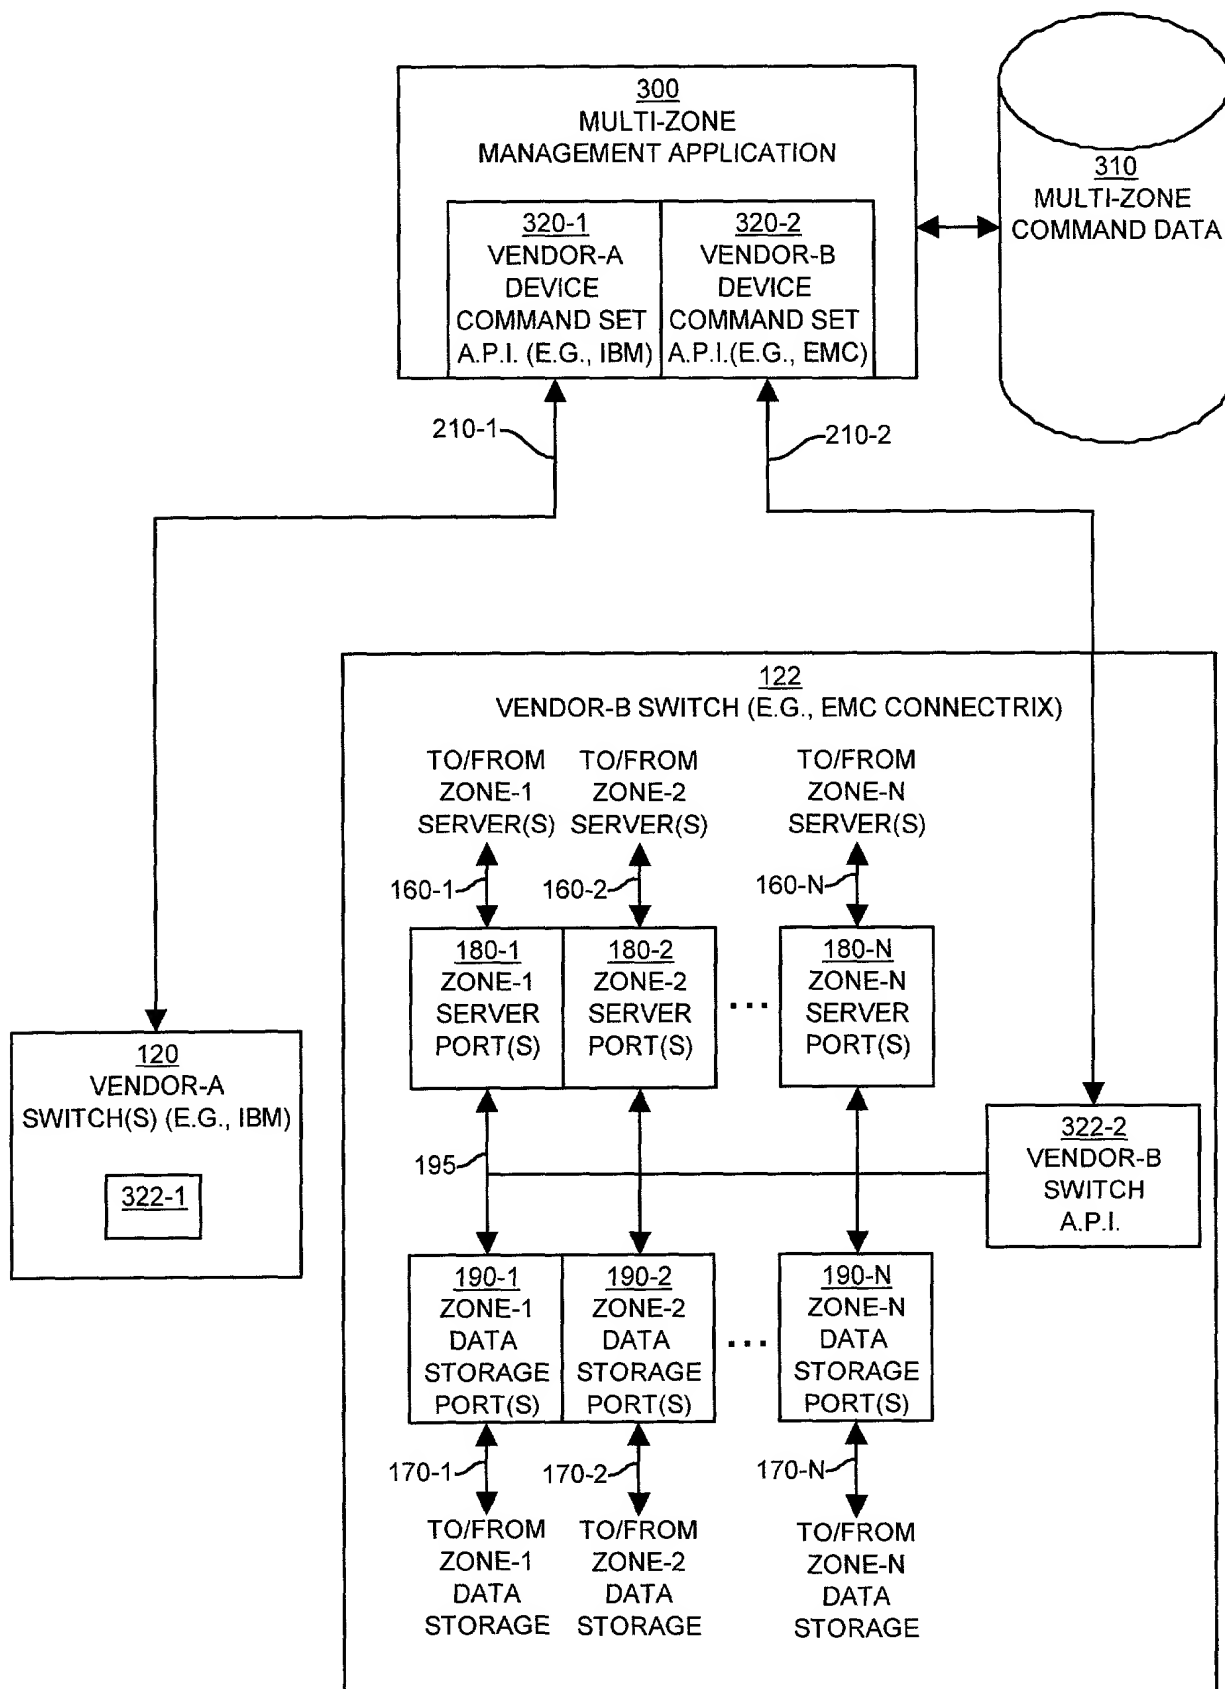 300
MULTI-ZONE
MANAGEMENT APPLICATION
310
MULTI-ZONE
COMMAND DATA
320-1
VENDOR-A
DEVICE
COMMAND SET
A.P.I. (E.G., IBM)
320-2
VENDOR-B
DEVICE
COMMAND SET
A.P.I.(E.G., EMC)
210-1
210-2
122
VENDOR-B SWITCH (E.G., EMC CONNECTRIX)
TO/FROM
ZONE-1
SERVER(S)
TO/FROM
ZONE-2
SERVER(S)
TO/FROM
ZONE-N
SERVER(S)
160-1
160-2
160-N
180-1
ZONE-1
SERVER
PORT(S)
180-2
ZONE-2
SERVER
PORT(S)
...
180-N
ZONE-N
SERVER
PORT(S)
120
VENDOR-A
SWITCH(S) (E.G., IBM)
322-1
195
322-2
VENDOR-B
SWITCH
A.P.I.
190-1
ZONE-1
DATA
STORAGE
PORT(S)
190-2
ZONE-2
DATA
STORAGE
PORT(S)
...
190-N
ZONE-N
DATA
STORAGE
PORT(S)
170-1
170-2
170-N
TO/FROM
ZONE-1
DATA
STORAGE
TO/FROM
ZONE-2
DATA
STORAGE
TO/FROM
ZONE-N
DATA
STORAGE